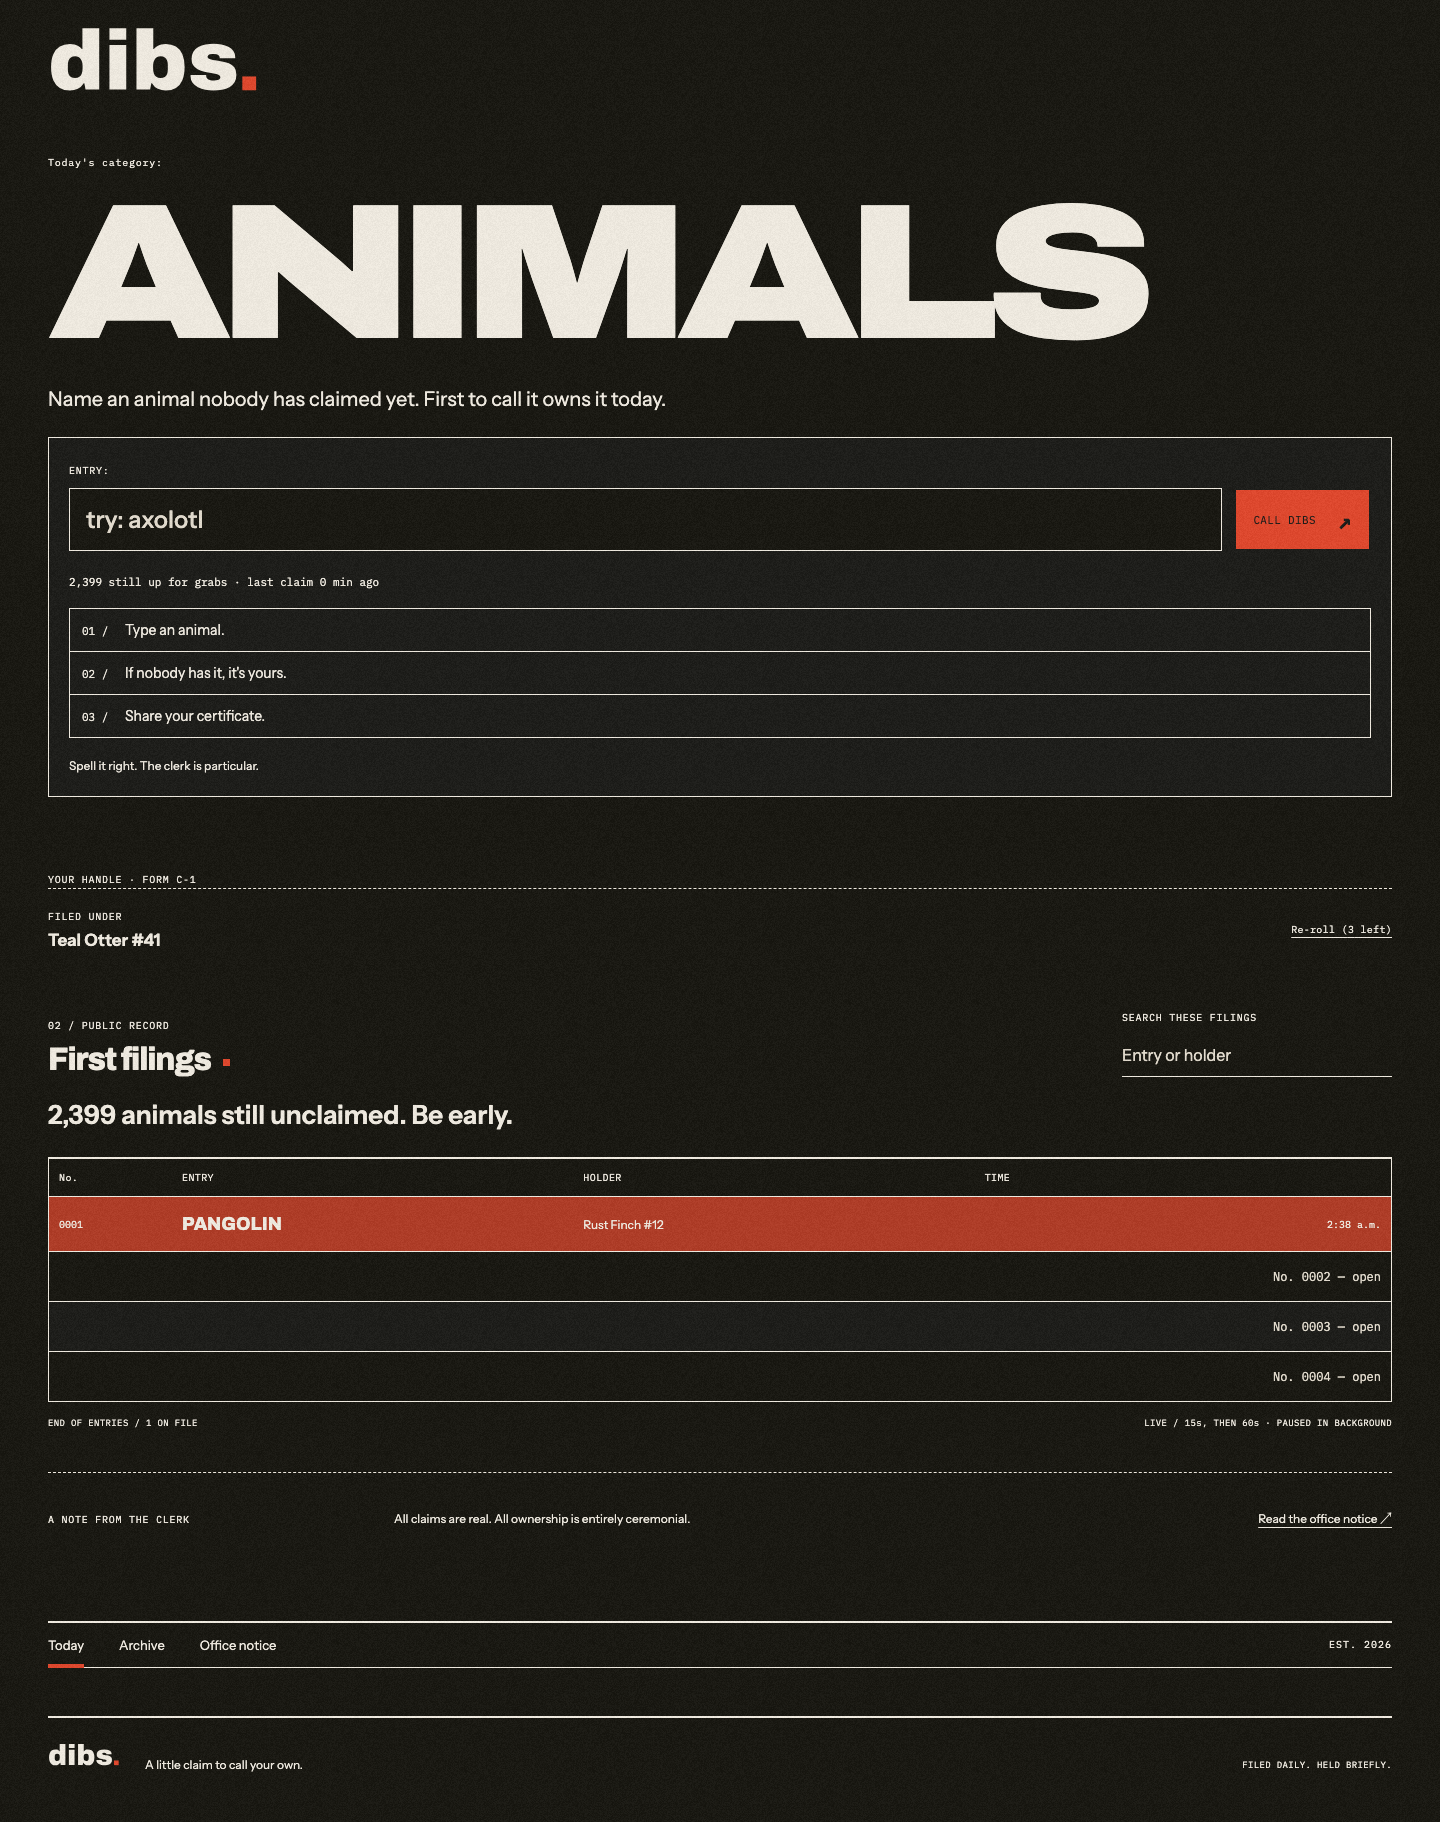 dibs.
Today's category:
ANIMALS
Name an animal nobody has claimed yet. First to call it owns it today.
ENTRY:
try: axolotl
CALL DIBS ↗
2,399 still up for grabs · last claim 0 min ago
01 / Type an animal.
02 / If nobody has it, it's yours.
03 / Share your certificate.
Spell it right. The clerk is particular.
YOUR HANDLE · FORM C-1
FILED UNDER
Teal Otter #41
Re-roll (3 left)
02 / PUBLIC RECORD
First filings
SEARCH THESE FILINGS
Entry or holder
2,399 animals still unclaimed. Be early.
No. ENTRY HOLDER TIME
0001 PANGOLIN Rust Finch #12 2:38 a.m.
No. 0002 — open
No. 0003 — open
No. 0004 — open
END OF ENTRIES / 1 ON FILE
LIVE / 15s, THEN 60s · PAUSED IN BACKGROUND
A NOTE FROM THE CLERK
All claims are real. All ownership is entirely ceremonial.
Read the office notice ↗
Today Archive Office notice
EST. 2026
dibs. A little claim to call your own.
FILED DAILY. HELD BRIEFLY.